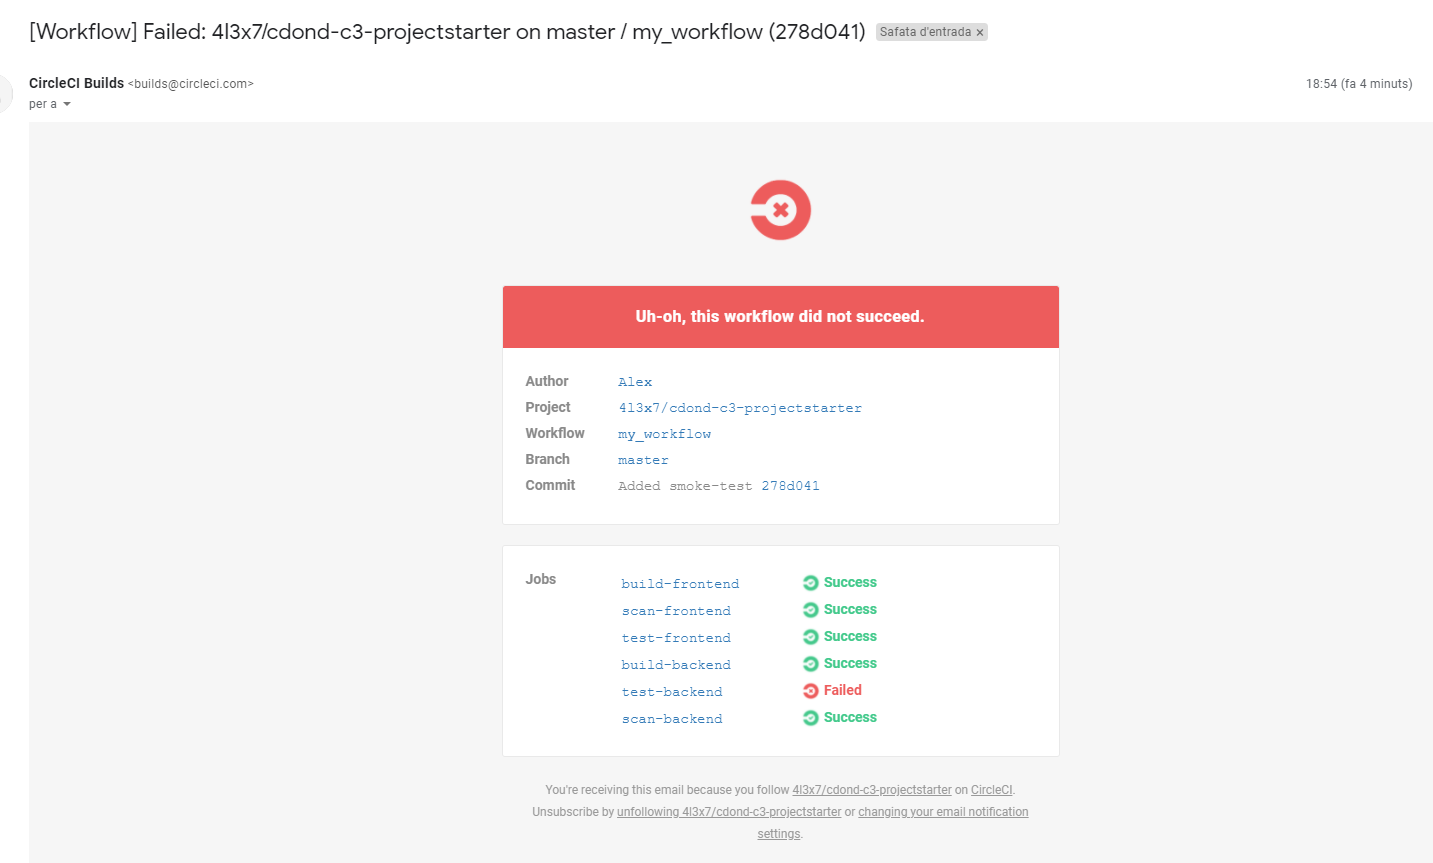 [Workflow] Failed: 4l3x7/cdond-c3-projectstarter on master / my_workflow (278d041) Safata d'entrada ×
CircleCI Builds <builds@circleci.com> 18:54 (fa 4 minuts)
per a
Uh-oh, this workflow did not succeed.
Author Alex
Project 4l3x7/cdond-c3-projectstarter
Workflow my_workflow
Branch master
Commit Added smoke-test 278d041
Jobs build-frontend Success
scan-frontend Success
test-frontend Success
build-backend Success
test-backend Failed
scan-backend Success
You're receiving this email because you follow 4l3x7/cdond-c3-projectstarter on CircleCI.
Unsubscribe by unfollowing 4l3x7/cdond-c3-projectstarter or changing your email notification
settings.